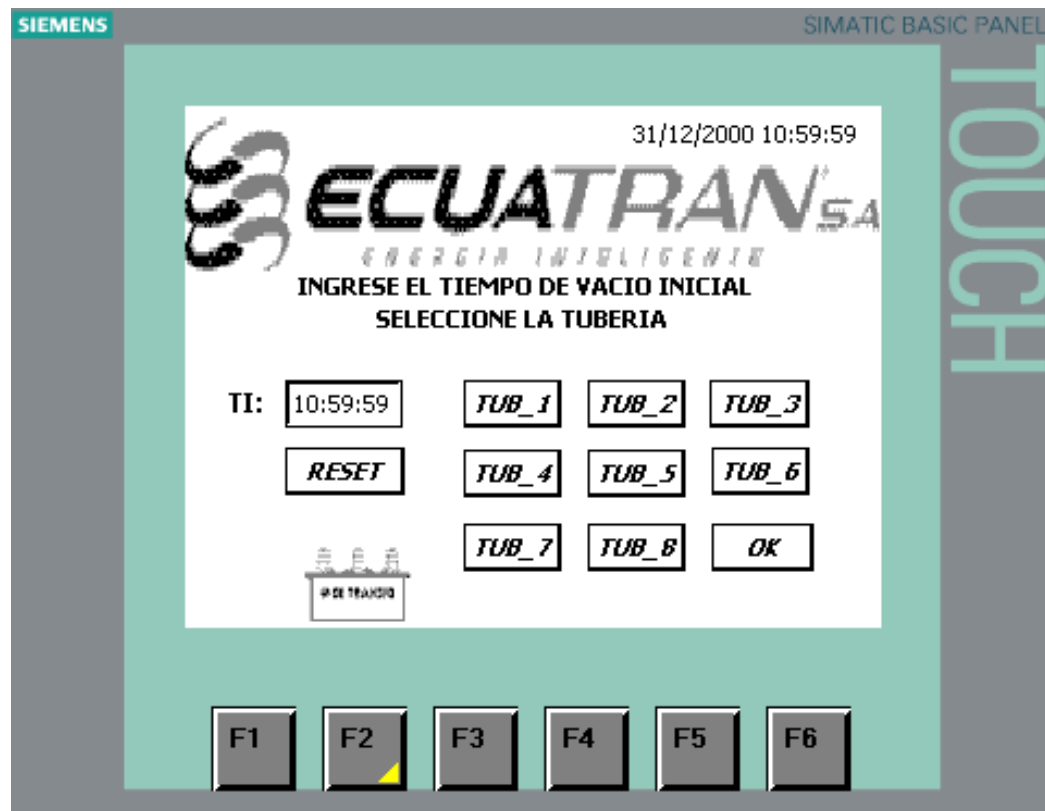 SIEMENS
SIMATIC BASIC PANEL
TOUCH
31/12/2000 10:59:59
ECUATRAN S.A
ENERGIA INTELIGENTE
INGRESE EL TIEMPO DE VACIO INICIAL
SELECCIONE LA TUBERIA
TI: 10:59:59 TUB_1 TUB_2 TUB_3
RESET TUB_4 TUB_5 TUB_6
TUB_7 TUB_8 OK
F1 F2 F3 F4 F5 F6